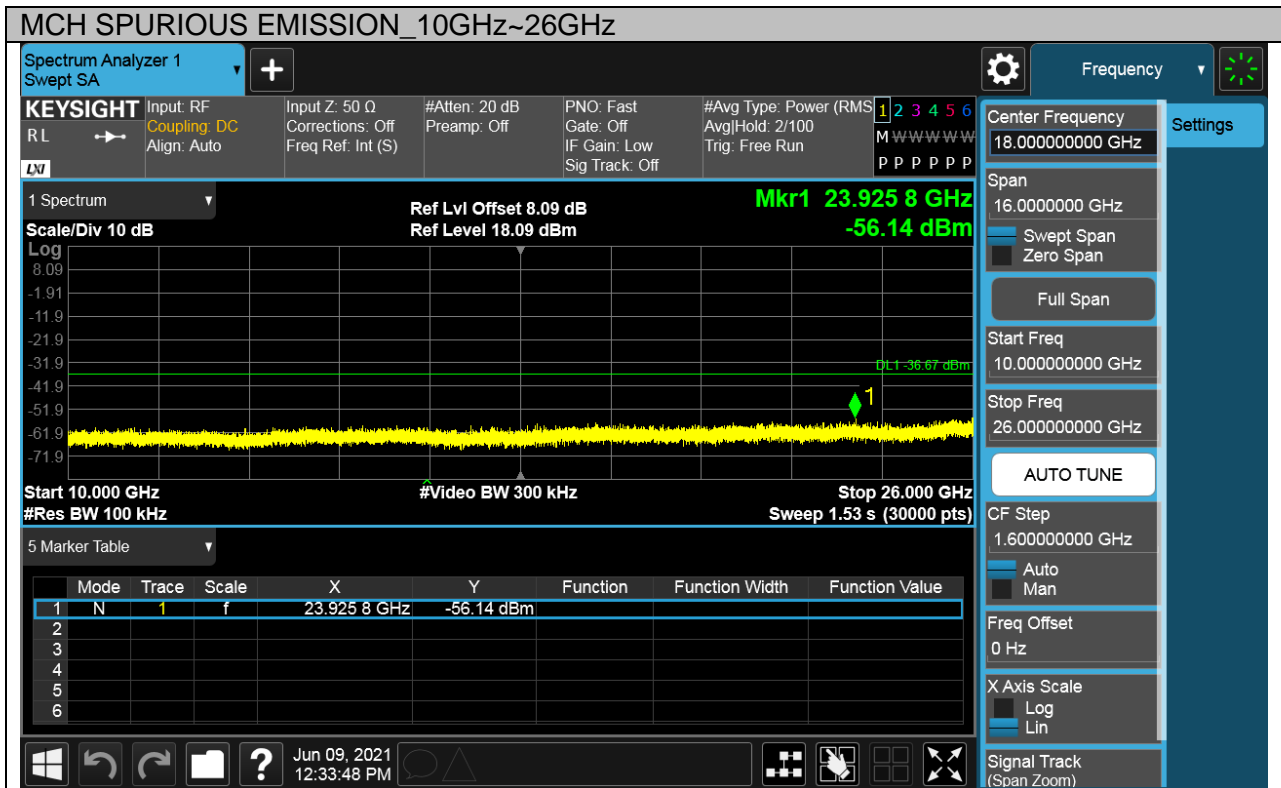 MCH SPURIOUS EMISSION_10GHz~26GHz
Spectrum Analyzer 1
Swept SA
+
Frequency
KEYSIGHT
RL
LXI
Input: RF
Coupling: DC
Align: Auto
Input Z: 50 Ω
Corrections: Off
Freq Ref: Int (S)
#Atten: 20 dB
Preamp: Off
PNO: Fast
Gate: Off
IF Gain: Low
Sig Track: Off
#Avg Type: Power (RMS
Avg|Hold: 2/100
Trig: Free Run
1 2 3 4 5 6
M W W W W W
P P P P P P
Center Frequency
18.000000000 GHz
Settings
Span
16.0000000 GHz
Swept Span
Zero Span
Full Span
Start Freq
10.000000000 GHz
Stop Freq
26.000000000 GHz
AUTO TUNE
CF Step
1.600000000 GHz
Auto
Man
Freq Offset
0 Hz
X Axis Scale
Log
Lin
Signal Track
(Span Zoom)
1 Spectrum
Scale/Div 10 dB
Ref Lvl Offset 8.09 dB
Ref Level 18.09 dBm
Mkr1 23.925 8 GHz
-56.14 dBm
Log
8.09
-1.91
-11.9
-21.9
-31.9
-41.9
-51.9
-61.9
-71.9
DL1 -36.67 dBm
1
Start 10.000 GHz
#Video BW 300 kHz
Stop 26.000 GHz
#Res BW 100 kHz
Sweep 1.53 s (30000 pts)
5 Marker Table
Mode Trace Scale X Y Function Function Width Function Value
1 N 1 f 23.925 8 GHz -56.14 dBm
2
3
4
5
6
?
Jun 09, 2021
12:33:48 PM